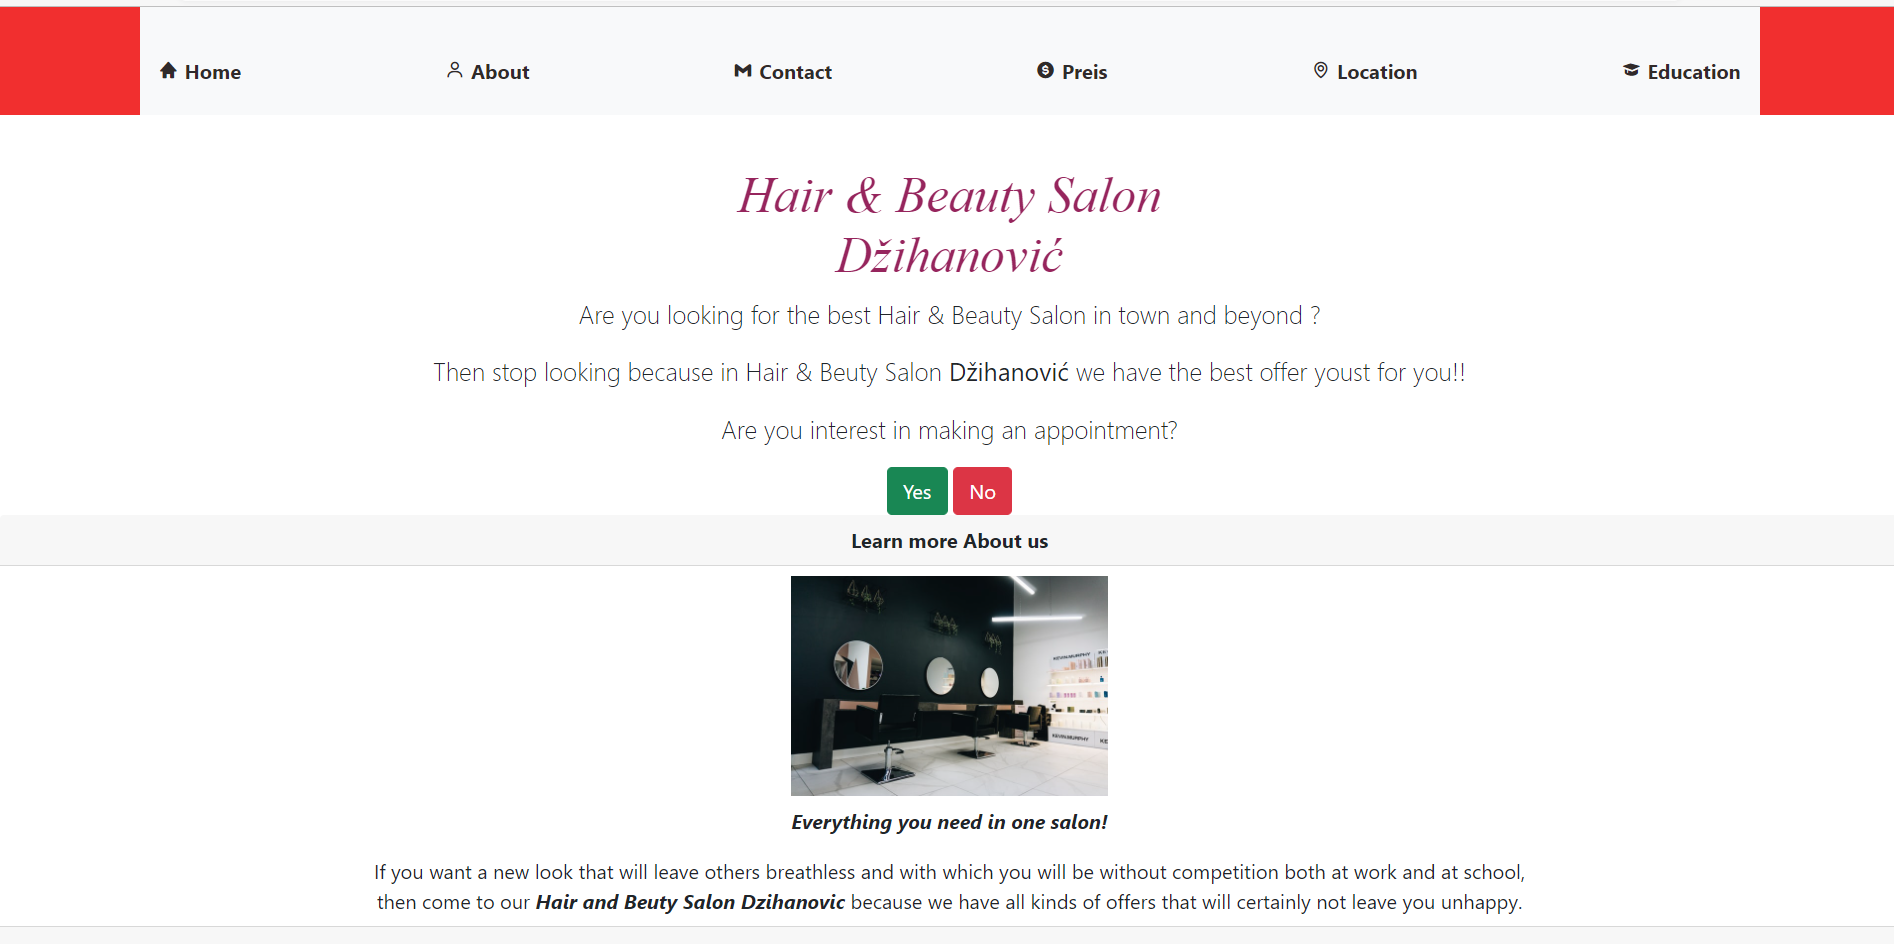 Home About Contact Preis Location Education
Hair & Beauty Salon
Džihanović
Are you looking for the best Hair & Beauty Salon in town and beyond ?
Then stop looking because in Hair & Beuty Salon Džihanović we have the best offer youst for you!!
Are you interest in making an appointment?
Yes No
Learn more About us
KEVIN.MURPHY
KEVIN.MURPHY
Everything you need in one salon!
If you want a new look that will leave others breathless and with which you will be without competition both at work and at school,
then come to our Hair and Beuty Salon Dzihanovic because we have all kinds of offers that will certainly not leave you unhappy.